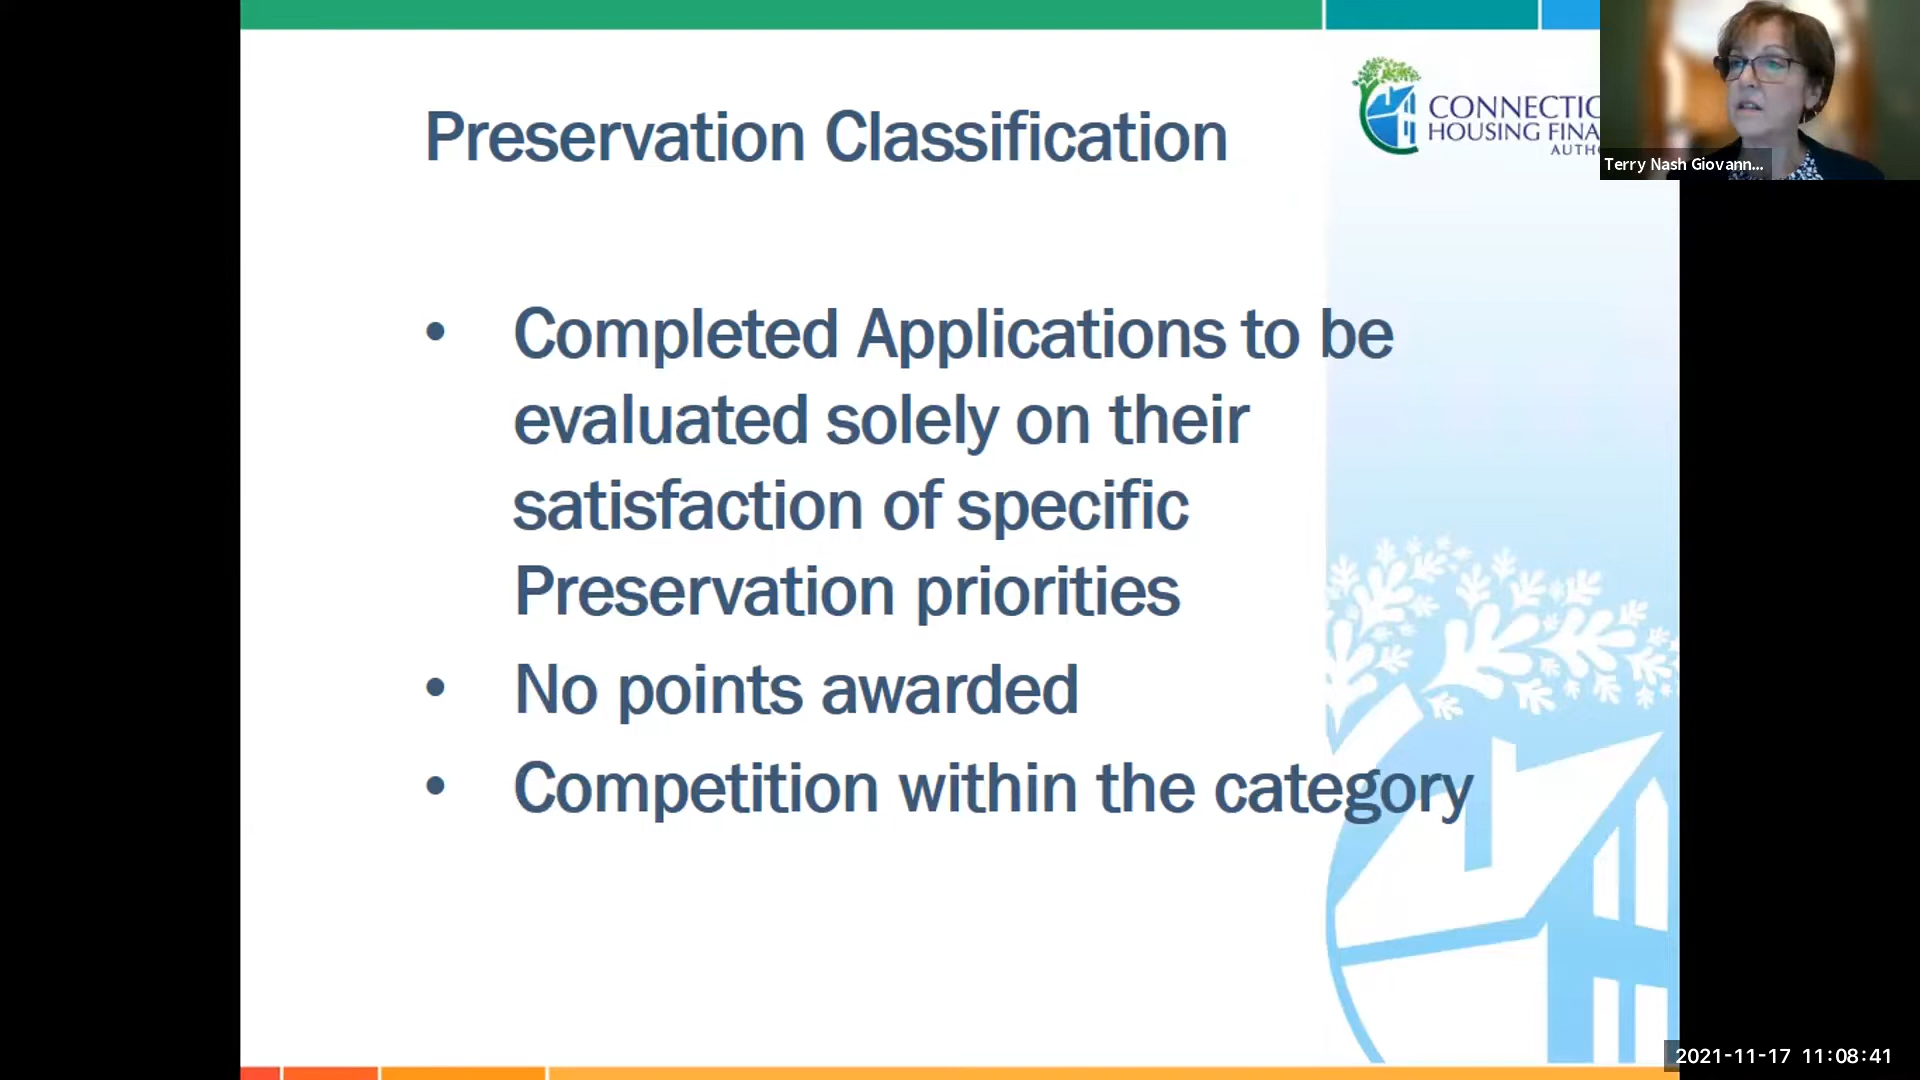 Preservation Classification
CONNECTIC
HOUSING FINA
AUTH
Terry Nash Giovann...
• Completed Applications to be
evaluated solely on their
satisfaction of specific
Preservation priorities
• No points awarded
• Competition within the category
2021-11-17 11:08:41